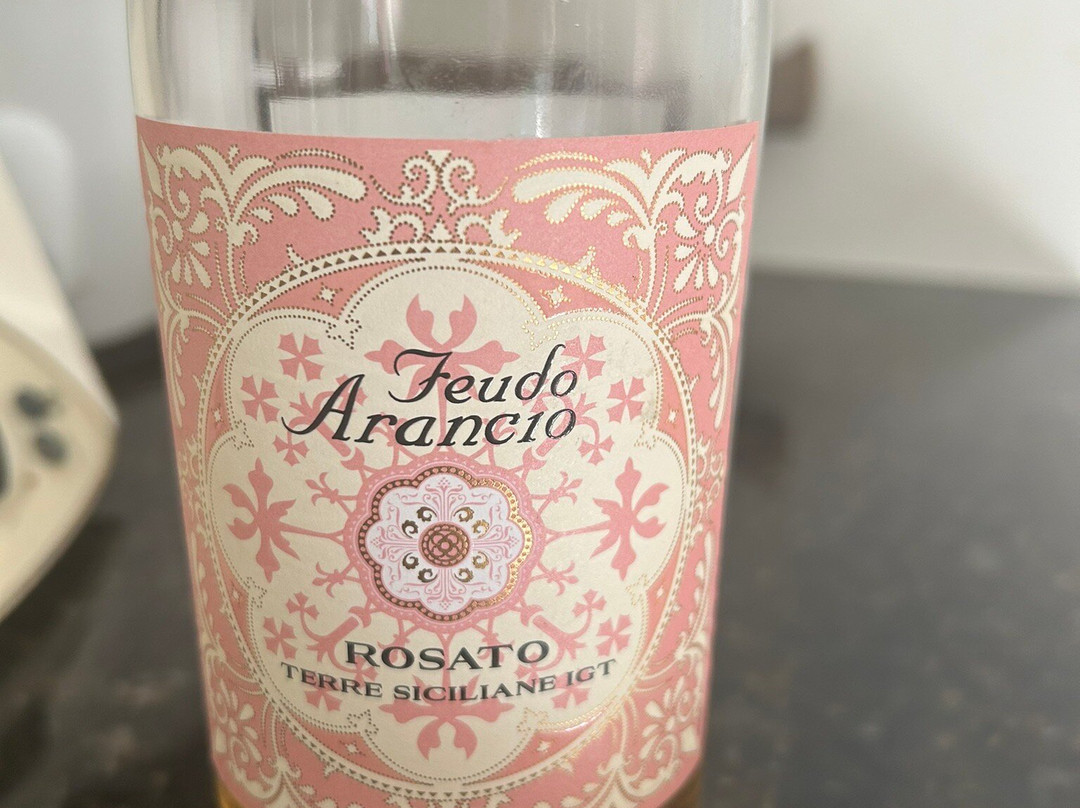 Feudo
Arancio
ROSATO
TERRE SICILIANE IGT